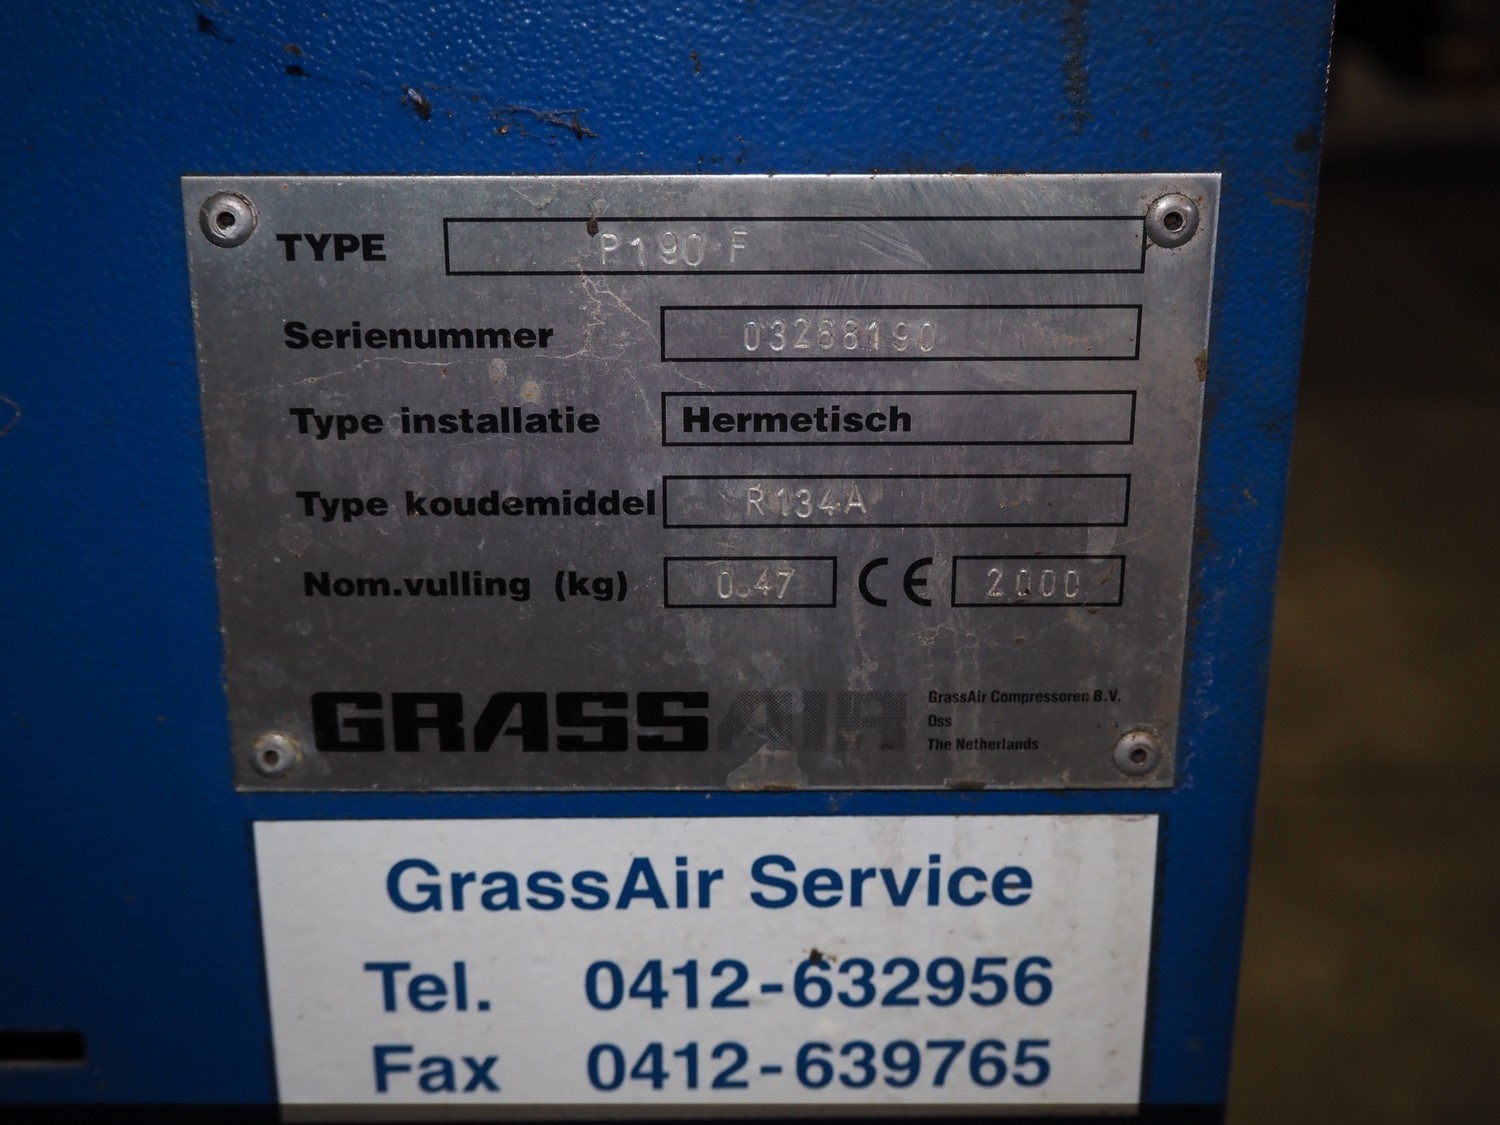 TYPE P190 F
Serienummer 03268190
Type installatie Hermetisch
Type koudemiddel R134A
Nom.vulling (kg) 0.47 CE 2000
GRASSAIR
GrassAir Compressoren B.V.
Oss
The Netherlands
GrassAir Service
Tel. 0412-632956
Fax 0412-639765